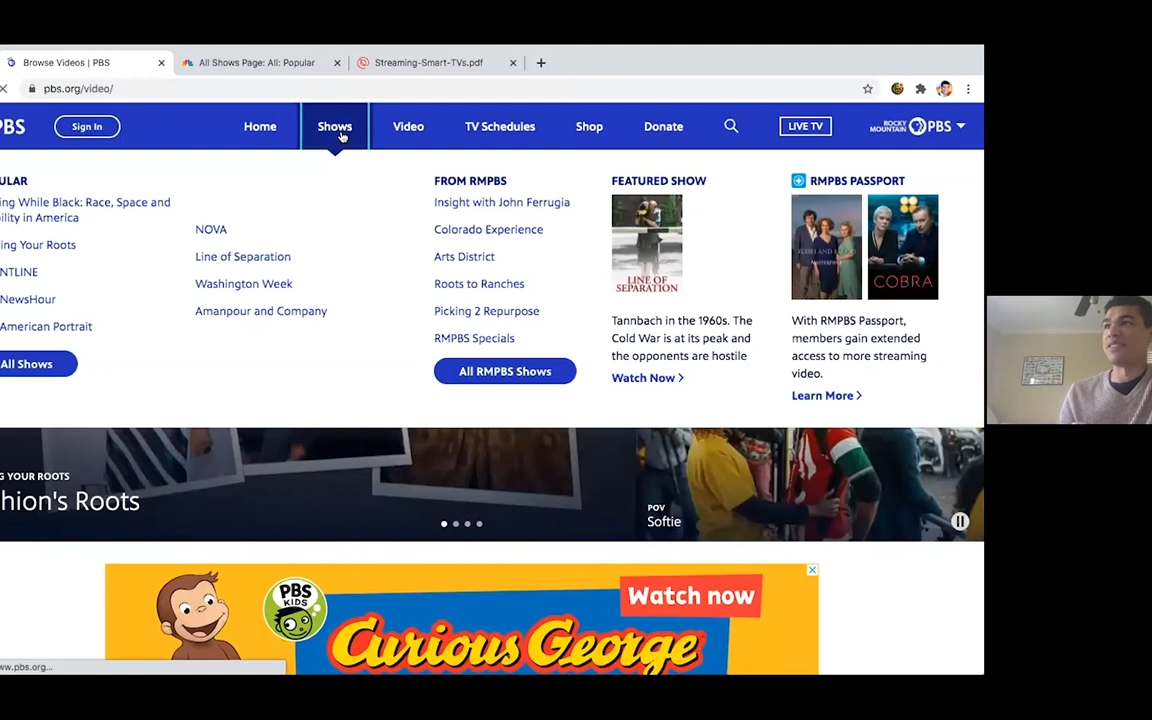 Browse Videos | PBS
All Shows Page: All: Popular
Streaming-Smart-TVs.pdf
pbs.org/video/
PBS
Sign In
Home
Shows
Video
TV Schedules
Shop
Donate
LIVE TV
ROCKY MOUNTAIN PBS
ULAR
ing While Black: Race, Space and
ility in America
ing Your Roots
NTLINE
NewsHour
American Portrait
All Shows
NOVA
Line of Separation
Washington Week
Amanpour and Company
FROM RMPBS
Insight with John Ferrugia
Colorado Experience
Arts District
Roots to Ranches
Picking 2 Repurpose
RMPBS Specials
All RMPBS Shows
FEATURED SHOW
LINE OF
SEPARATION
Tannbach in the 1960s. The
Cold War is at its peak and
the opponents are hostile
Watch Now
RMPBS PASSPORT
COBRA
With RMPBS Passport,
members gain extended
access to more streaming
video.
Learn More
G YOUR ROOTS
hion's Roots
POV
Softie
PBS
KIDS
Curious George
Watch now
ww.pbs.org...